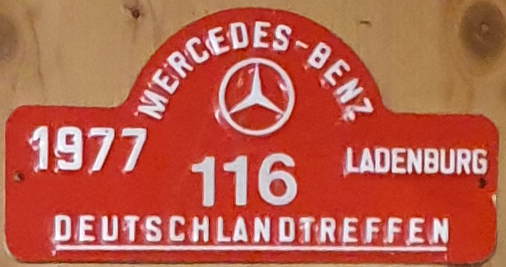 MERCEDES-BENZ
1977
116
LADENBURG
DEUTSCHLANDTREFFEN